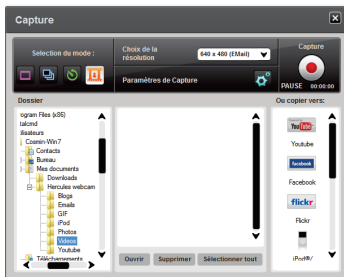 Capture
Selection du mode :
Choix de la
résolution
640 x 480 (EMail)
Paramètres de Capture
Capture
PAUSE 00:00:00
Dossier
Ou copier vers:
ogram Files (x86)
talcmd
ilisateurs
Cosmin-Win7
Contacts
Bureau
Mes documents
Downloads
Hercules webcam
Blogs
Emails
GIF
iPod
Photos
Videos
Youtube
Téléchargements
You Tube
Youtube
facebook
Facebook
flickr
Flickr
iPod®/
Ouvrir
Supprimer
Sélectionner tout